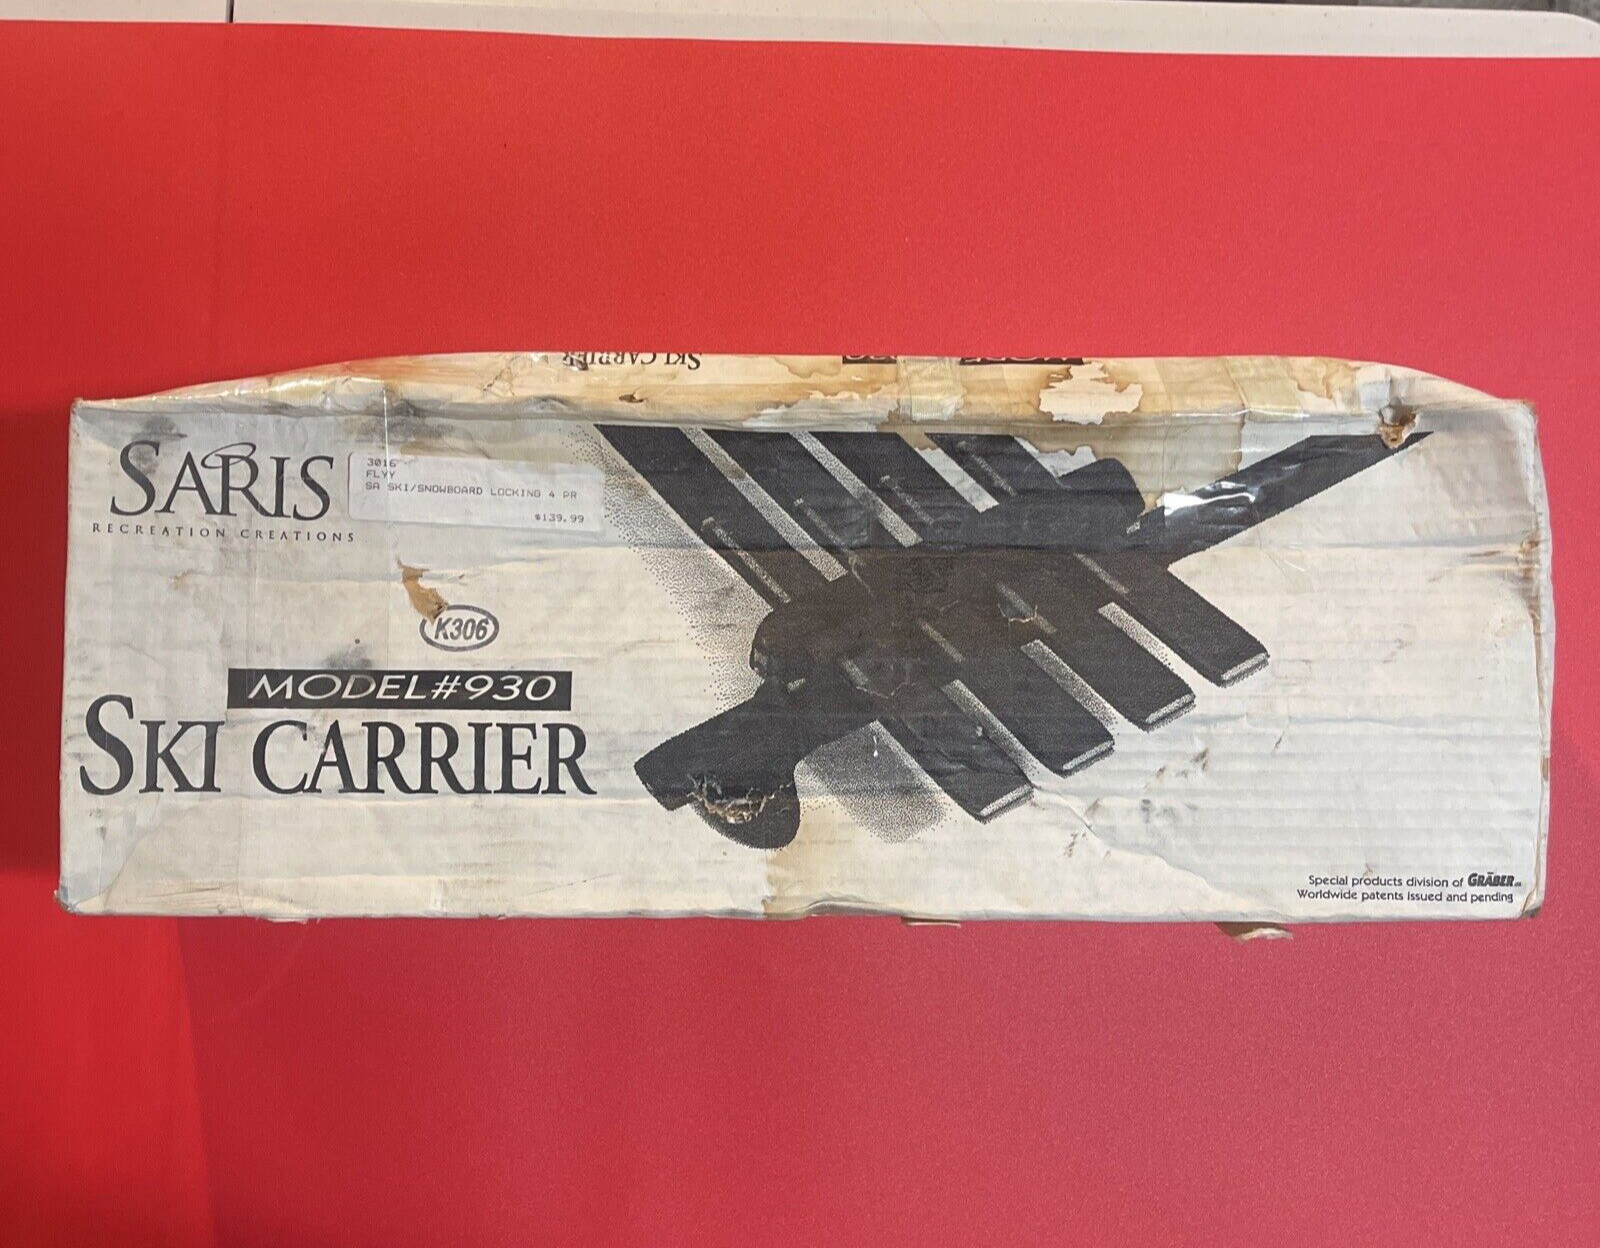 SKI CARRIER
SARIS
RECREATION CREATIONS
3016
FLYY
SA SKI/SNOWBOARD LOCKING 4 PR
$139.99
K306
MODEL#930
SKI CARRIER
Special products division of GRÄBER
Worldwide patents issued and pending